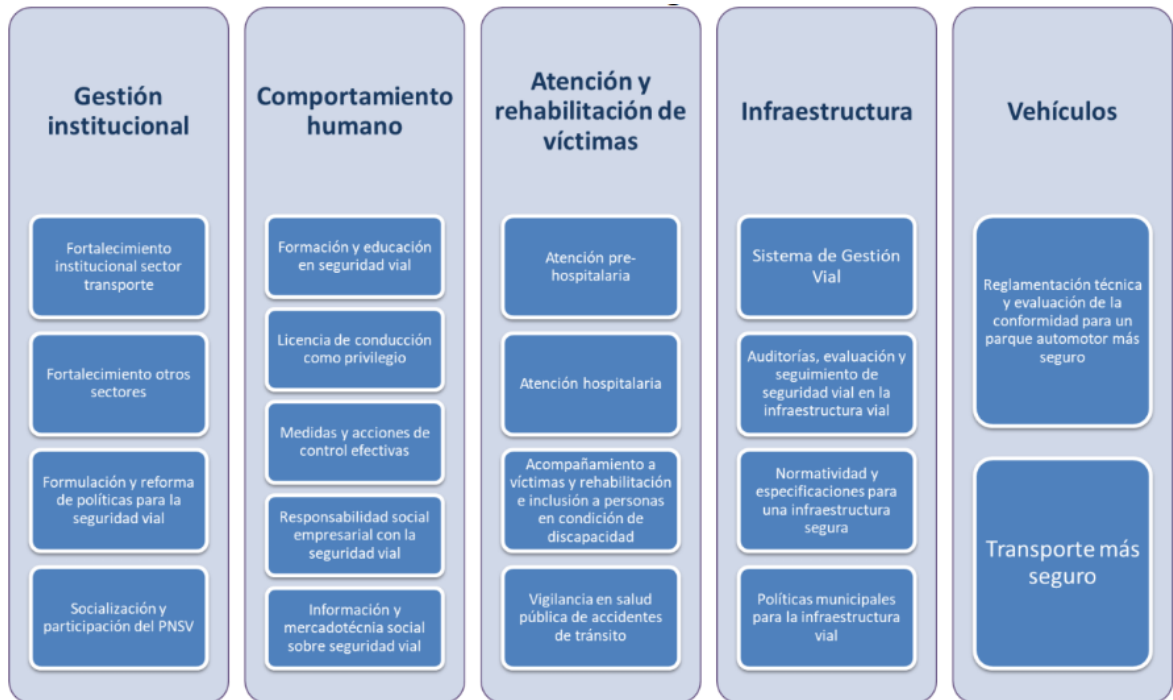 Gestión
institucional
Fortalecimiento
institucional sector
transporte
Fortalecimiento otros
sectores
Formulación y reforma
de políticas para la
seguridad vial
Socialización y
participación del PNSV
Comportamiento
humano
Formación y educación
en seguridad vial
Licencia de conducción
como privilegio
Medidas y acciones de
control efectivas
Responsabilidad social
empresarial con la
seguridad vial
Información y
mercadotécnia social
sobre seguridad vial
Atención y
rehabilitación de
víctimas
Atención pre-
hospitalaria
Atención hospitalaria
Acompañamiento a
víctimas y rehabilitación
e inclusión a personas
en condición de
discapacidad
Vigilancia en salud
pública de accidentes
de tránsito
Infraestructura
Sistema de Gestión
Vial
Auditorías, evaluación y
seguimiento de
seguridad vial en la
infraestructura vial
Normatividad y
especificaciones para
una infraestructura
segura
Políticas municipales
para la infraestructura
vial
Vehículos
Reglamentación técnica
y evaluación de la
conformidad para un
parque automotor más
seguro
Transporte más
seguro